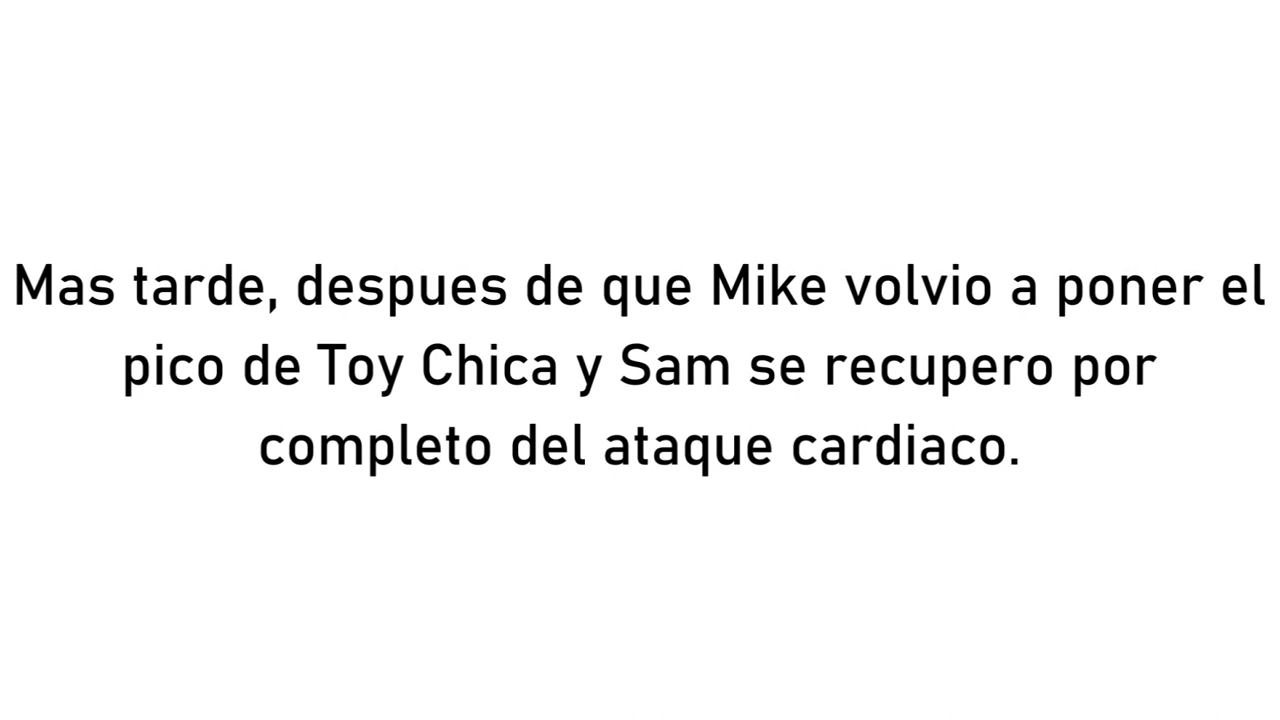 Mas tarde, despues de que Mike volvio a poner el
pico de Toy Chica y Sam se recupero por
completo del ataque cardiaco.